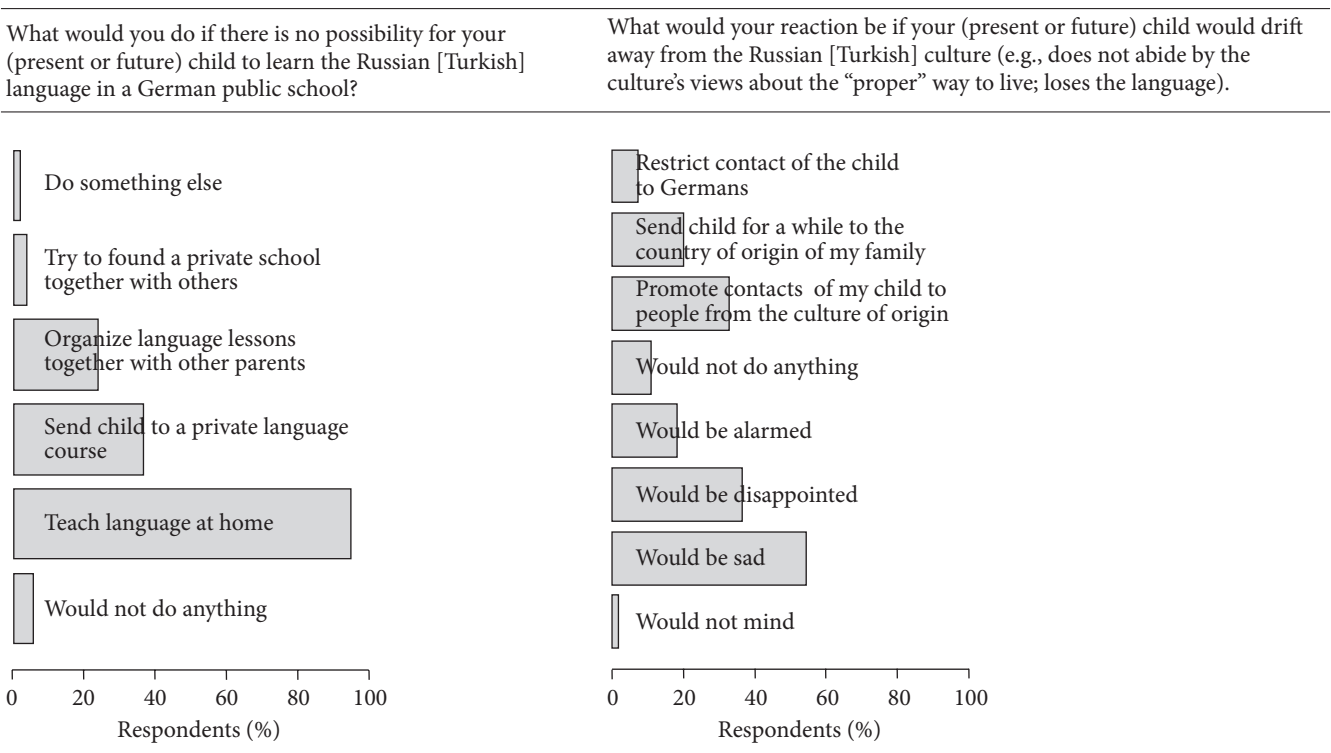 What would you do if there is no possibility for your
(present or future) child to learn the Russian [Turkish]
language in a German public school?
What would your reaction be if your (present or future) child would drift
away from the Russian [Turkish] culture (e.g., does not abide by the
culture’s views about the “proper” way to live; loses the language).
Do something else
Try to found a private school
together with others
Organize language lessons
together with other parents
Send child to a private language
course
Teach language at home
Would not do anything
0 20 40 60 80 100
Respondents (%)
Restrict contact of the child
to Germans
Send child for a while to the
country of origin of my family
Promote contacts of my child to
people from the culture of origin
Would not do anything
Would be alarmed
Would be disappointed
Would be sad
Would not mind
0 20 40 60 80 100
Respondents (%)